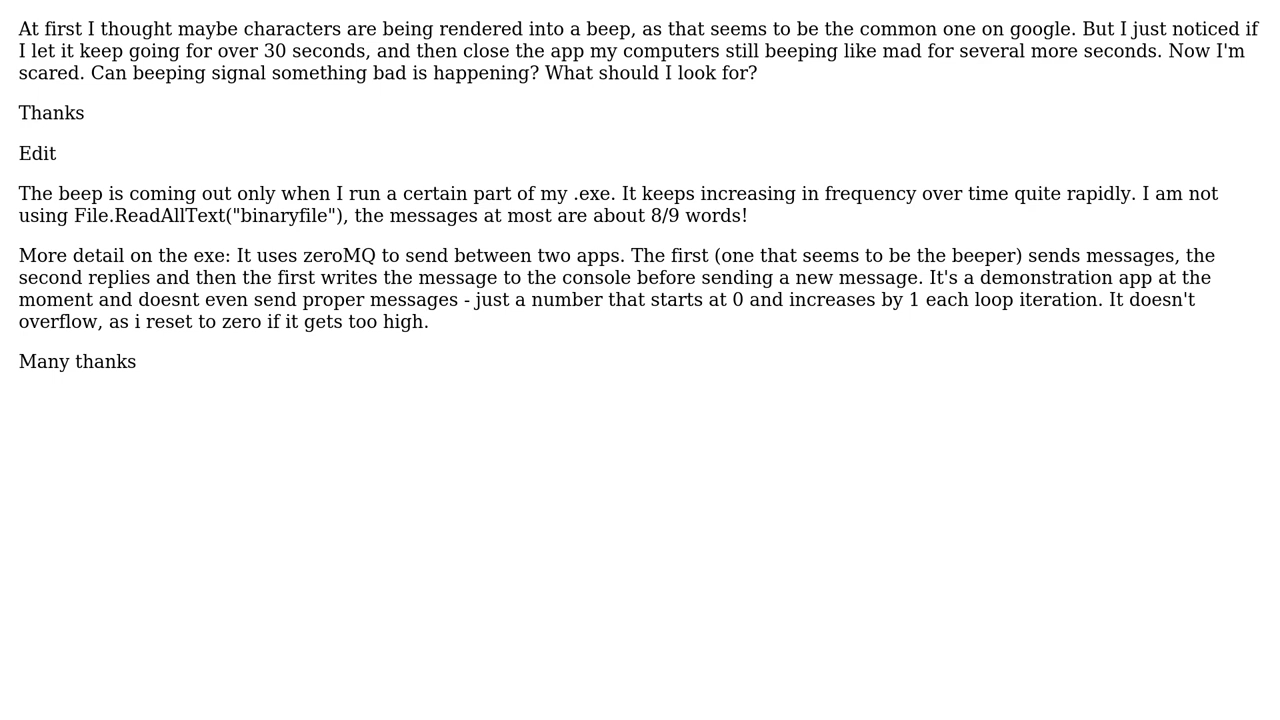 At first I thought maybe characters are being rendered into a beep, as that seems to be the common one on google. But I just noticed if
I let it keep going for over 30 seconds, and then close the app my computers still beeping like mad for several more seconds. Now I'm
scared. Can beeping signal something bad is happening? What should I look for?
Thanks
Edit
The beep is coming out only when I run a certain part of my .exe. It keeps increasing in frequency over time quite rapidly. I am not
using File.ReadAllText("binaryfile"), the messages at most are about 8/9 words!
More detail on the exe: It uses zeroMQ to send between two apps. The first (one that seems to be the beeper) sends messages, the
second replies and then the first writes the message to the console before sending a new message. It's a demonstration app at the
moment and doesnt even send proper messages - just a number that starts at 0 and increases by 1 each loop iteration. It doesn't
overflow, as i reset to zero if it gets too high.
Many thanks